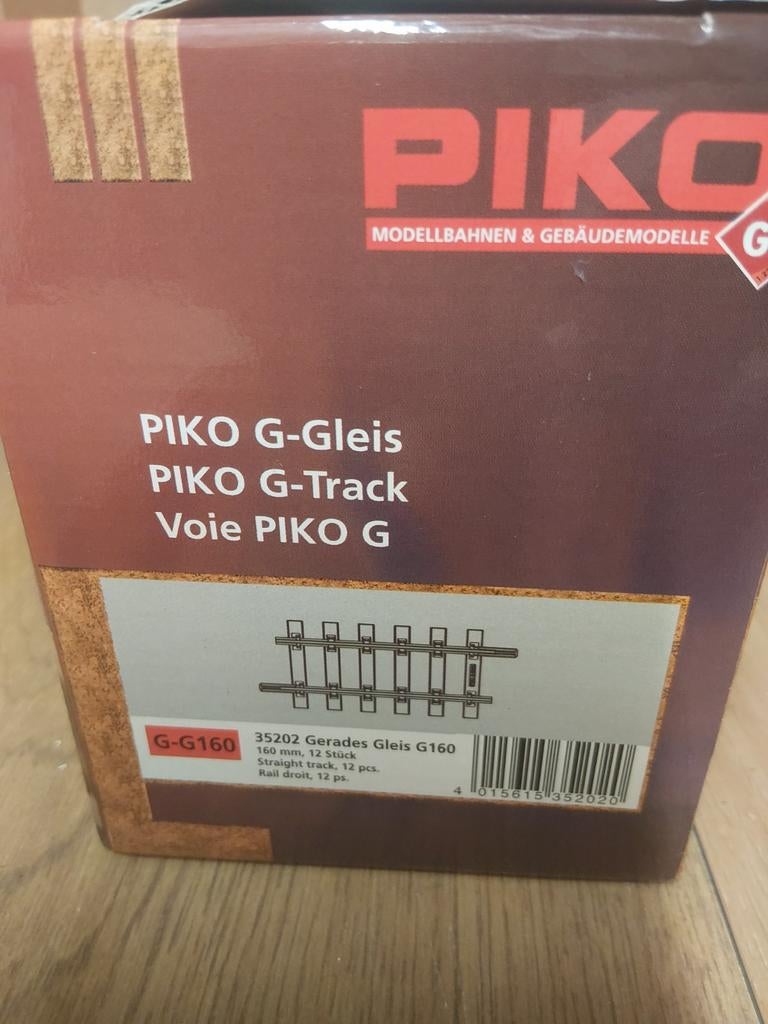 PIKO
MODELLBAHNEN & GEBÄUDEMODELLE
G
PIKO G-Gleis
PIKO G-Track
Voie PIKO G
G-G160
35202 Gerades Gleis G160
160 mm, 12 Stück
Straight track, 12 pcs.
Rail droit, 12 ps.
4 015615 352020